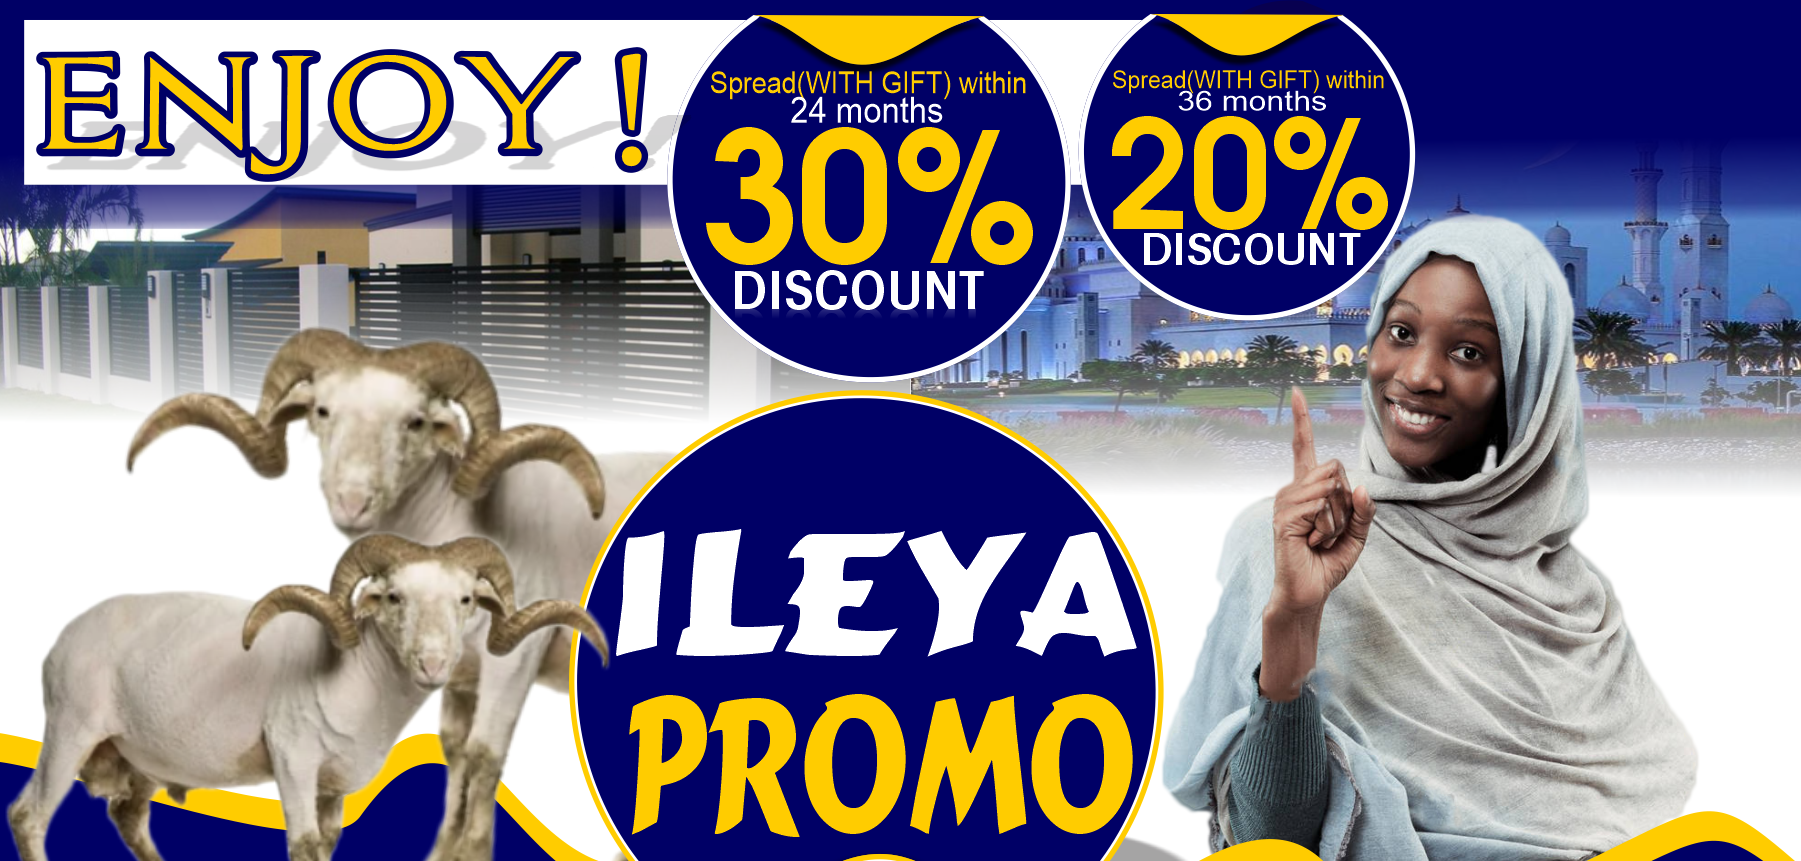 ENJOY!
Spread(WITH GIFT) within
24 months
30%
DISCOUNT
Spread(WITH GIFT) within
36 months
20%
DISCOUNT
ILEYA
PROMO